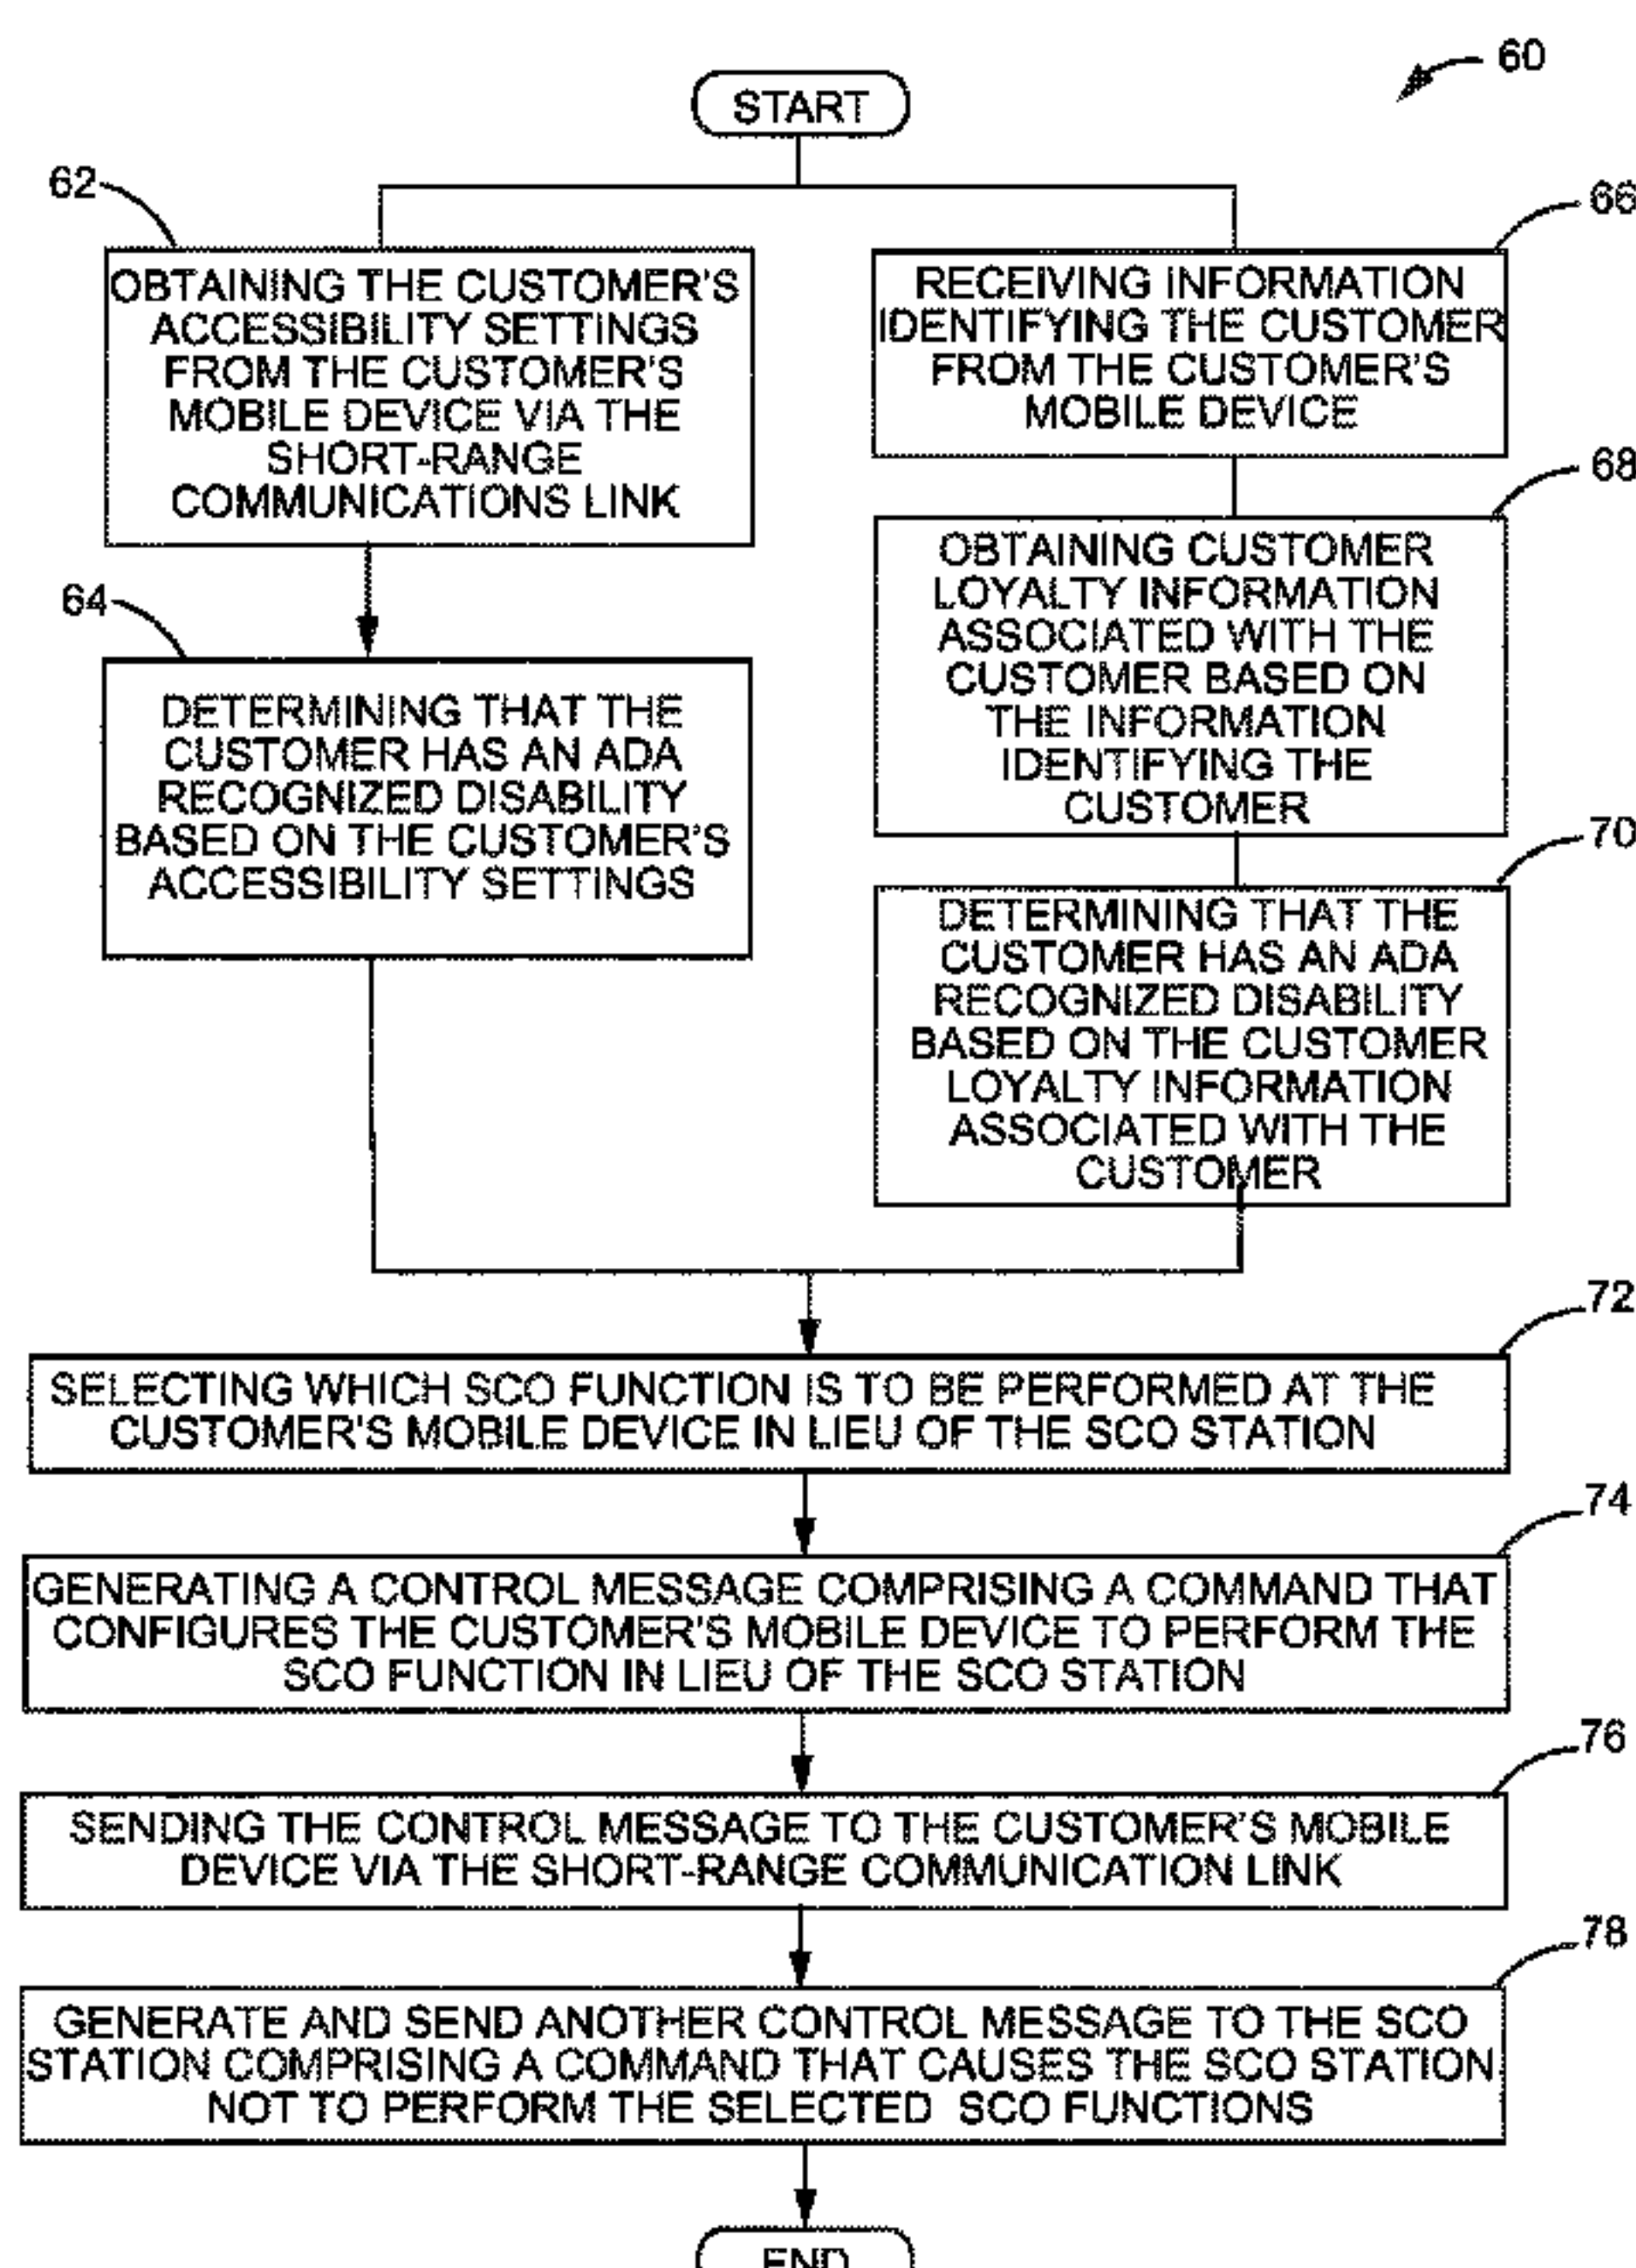 60
START
62
OBTAINING THE CUSTOMER'S
ACCESSIBILITY SETTINGS
FROM THE CUSTOMER'S
MOBILE DEVICE VIA THE
SHORT-RANGE
COMMUNICATIONS LINK
64
DETERMINING THAT THE
CUSTOMER HAS AN ADA
RECOGNIZED DISABILITY
BASED ON THE CUSTOMER'S
ACCESSIBILITY SETTINGS
66
RECEIVING INFORMATION
IDENTIFYING THE CUSTOMER
FROM THE CUSTOMER'S
MOBILE DEVICE
68
OBTAINING CUSTOMER
LOYALTY INFORMATION
ASSOCIATED WITH THE
CUSTOMER BASED ON
THE INFORMATION
IDENTIFYING THE
CUSTOMER
70
DETERMINING THAT THE
CUSTOMER HAS AN ADA
RECOGNIZED DISABILITY
BASED ON THE CUSTOMER
LOYALTY INFORMATION
ASSOCIATED WITH THE
CUSTOMER
72
SELECTING WHICH SCO FUNCTION IS TO BE PERFORMED AT THE
CUSTOMER'S MOBILE DEVICE IN LIEU OF THE SCO STATION
74
GENERATING A CONTROL MESSAGE COMPRISING A COMMAND THAT
CONFIGURES THE CUSTOMER'S MOBILE DEVICE TO PERFORM THE
SCO FUNCTION IN LIEU OF THE SCO STATION
76
SENDING THE CONTROL MESSAGE TO THE CUSTOMER'S MOBILE
DEVICE VIA THE SHORT-RANGE COMMUNICATION LINK
78
GENERATE AND SEND ANOTHER CONTROL MESSAGE TO THE SCO
STATION COMPRISING A COMMAND THAT CAUSES THE SCO STATION
NOT TO PERFORM THE SELECTED SCO FUNCTIONS
END